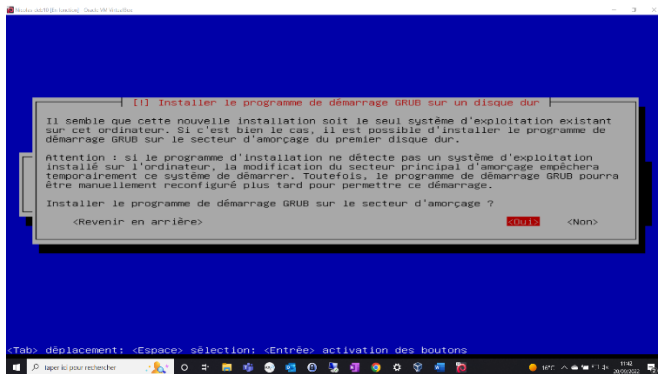 [!] Installer le programme de démarrage GRUB sur un disque dur
Il semble que cette nouvelle installation soit le seul système d'exploitation existant
sur cet ordinateur. Si c'est bien le cas, il est possible d'installer le programme de
démarrage GRUB sur le secteur d'amorçage du premier disque dur.
Attention : si le programme d'installation ne détecte pas un système d'exploitation
installé sur l'ordinateur, la modification du secteur principal d'amorçage empêchera
temporairement ce système de démarrer. Toutefois, le programme de démarrage GRUB pourra
être manuellement reconfiguré plus tard pour permettre ce démarrage.
Installer le programme de démarrage GRUB sur le secteur d'amorçage ?
<Revenir en arrière> <Oui> <Non>
<Tab> déplacement; <Espace> sélection; <Entrée> activation des boutons
Taper ici pour rechercher 16°C 11:42
20/09/2022